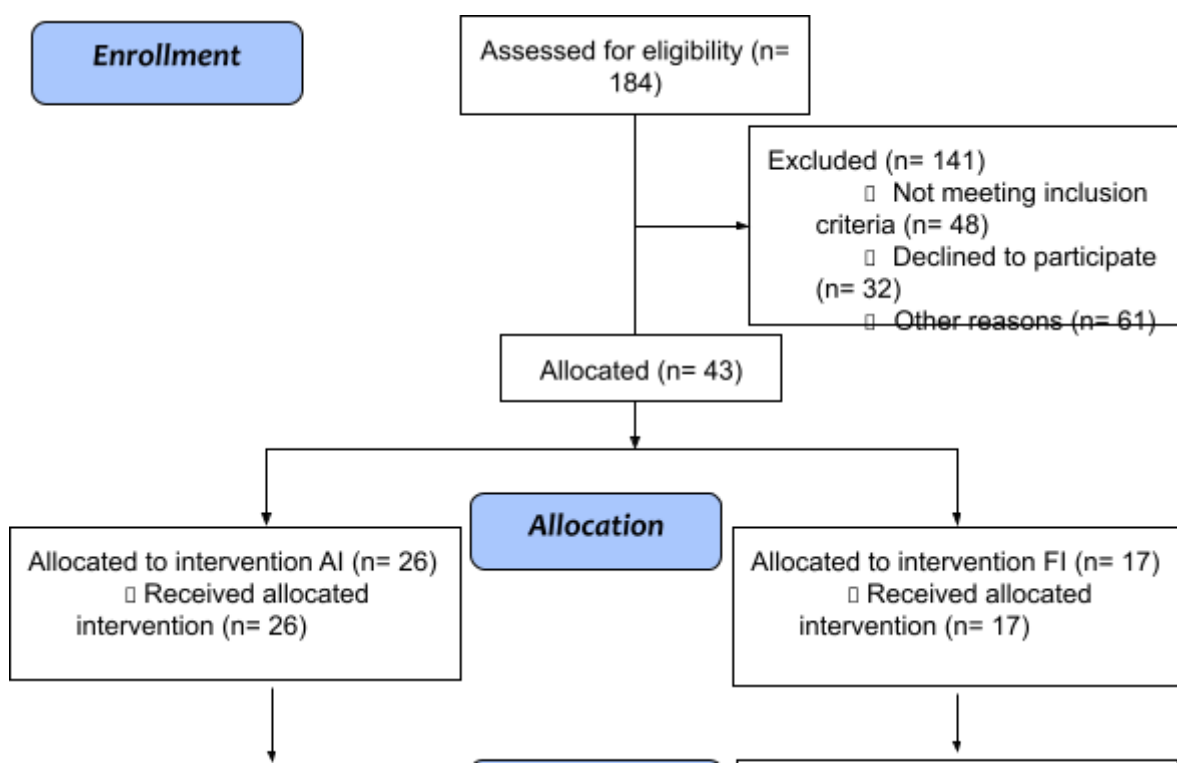 Enrollment
Assessed for eligibility (n=
184)
Excluded (n= 141)
▯ Not meeting inclusion
criteria (n= 48)
▯ Declined to participate
(n= 32)
▯ Other reasons (n= 61)
Allocated (n= 43)
Allocation
Allocated to intervention AI (n= 26)
▯ Received allocated
intervention (n= 26)
Allocated to intervention FI (n= 17)
▯ Received allocated
intervention (n= 17)